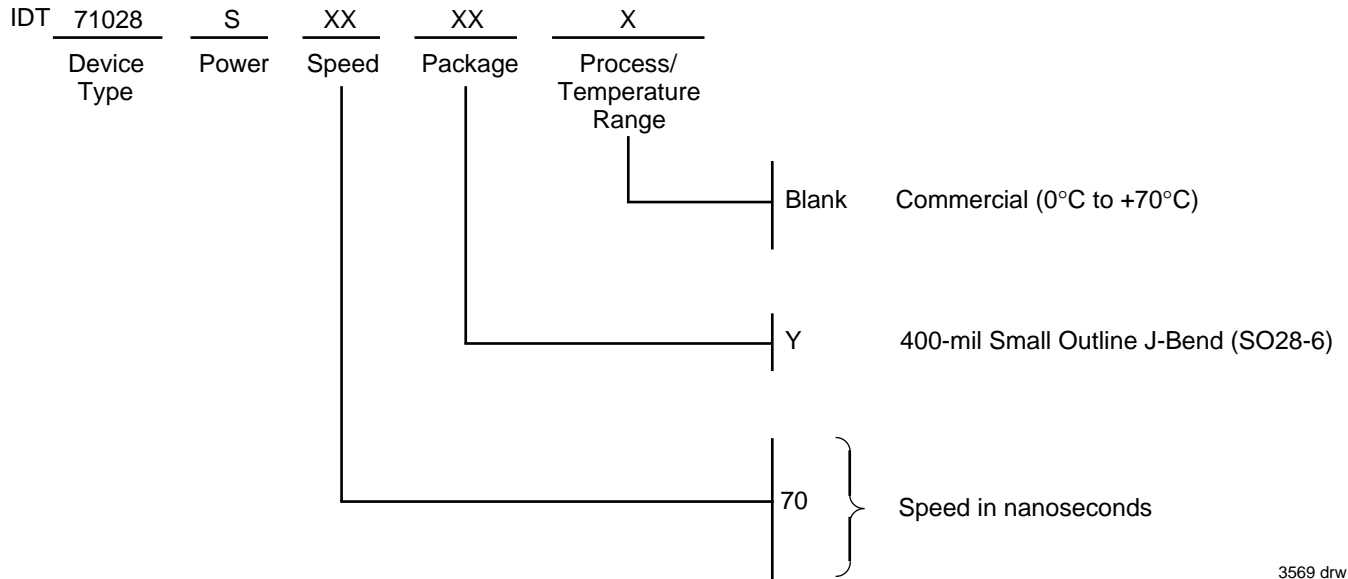 IDT 71028 S XX XX X
Device Type Power Speed Package Process/ Temperature Range
Blank Commercial (0°C to +70°C)
Y 400-mil Small Outline J-Bend (SO28-6)
70 Speed in nanoseconds
3569 drw